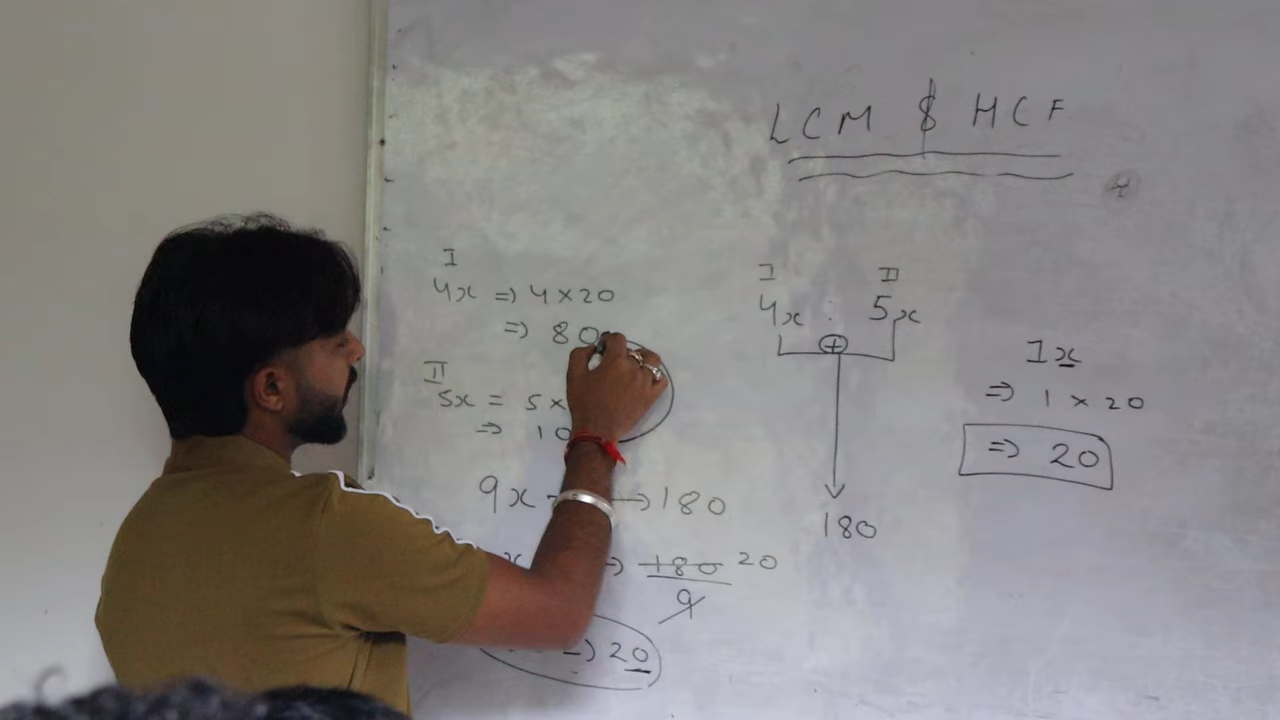 LCM $ HCF
I
4x ⇒ 4 × 20
⇒ 80
II
5x = 5 ×
⇒ 10
9x → 180
x ⇒ 180 20
9
20
I II
4x : 5x
+
180
1x
⇒ 1 × 20
⇒ 20